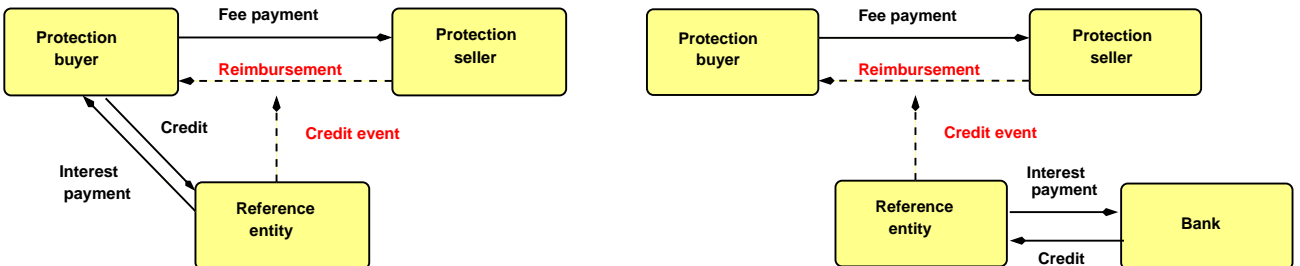 Fee payment
Protection
buyer
Protection
seller
Reimbursement
Credit
Credit event
Interest
payment
Reference
entity
Fee payment
Protection
buyer
Protection
seller
Reimbursement
Credit event
Interest
payment
Reference
entity
Bank
Credit